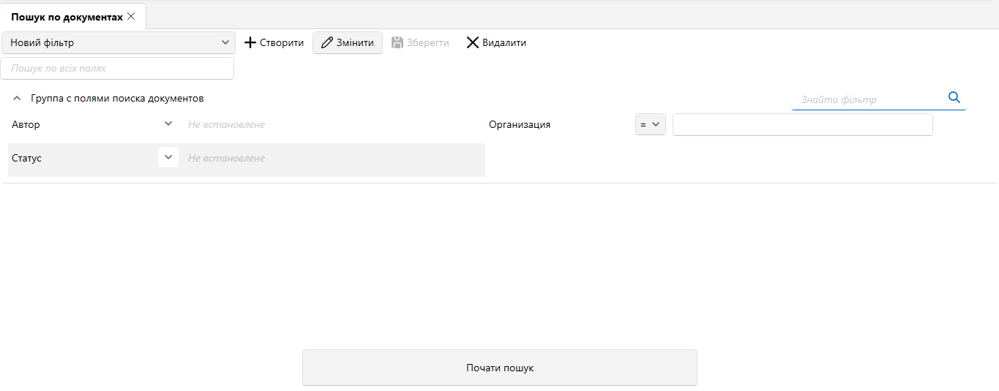 Пошук по документах
Новий фільтр Створити Змінити Зберегти Видалити
Пошук по всіх полях
Группа с полями поиска документов Знайти фільтр
Автор Не встановлене Организация =
Статус Не встановлене
Почати пошук